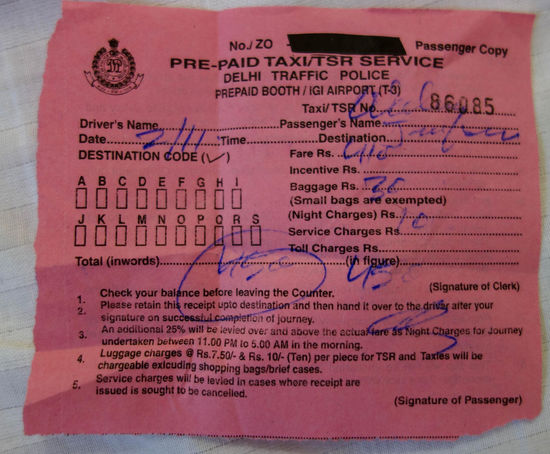 No./ZO - Passenger Copy
PRE-PAID TAXI/TSR SERVICE
DELHI TRAFFIC POLICE
PREPAID BOOTH / IGI AIRPORT (T-3)
Taxi/TSR No. 86085
Driver's Name Passenger's Name
Date 2/11 Time Destination
DESTINATION CODE (✓) Fare Rs. 410
Incentive Rs.
A B C D E F G H I Baggage Rs. 30
(Small bags are exempted)
J K L M N O P Q R S (Night Charges) Rs.
Service Charges Rs 10
Toll Charges Rs
Total (inwords) 450 (in figure) 450
(Signature of Clerk)
1. Check your balance before leaving the Counter.
2. Please retain this receipt upto destination and then hand it over to the driver after your
signature on successful completion of journey.
3. An additional 25% will be levied over and above the actual fare as Night Charges for Journey
undertaken between 11.00 PM to 5.00 AM in the morning.
4. Luggage charges @ Rs.7.50/- & Rs. 10/- (Ten) per piece for TSR and Taxies will be
chargeable exlcuding shopping bags/brief cases.
5. Service charges will be levied in cases where receipt are
issued is sought to be cancelled.
(Signature of Passenger)